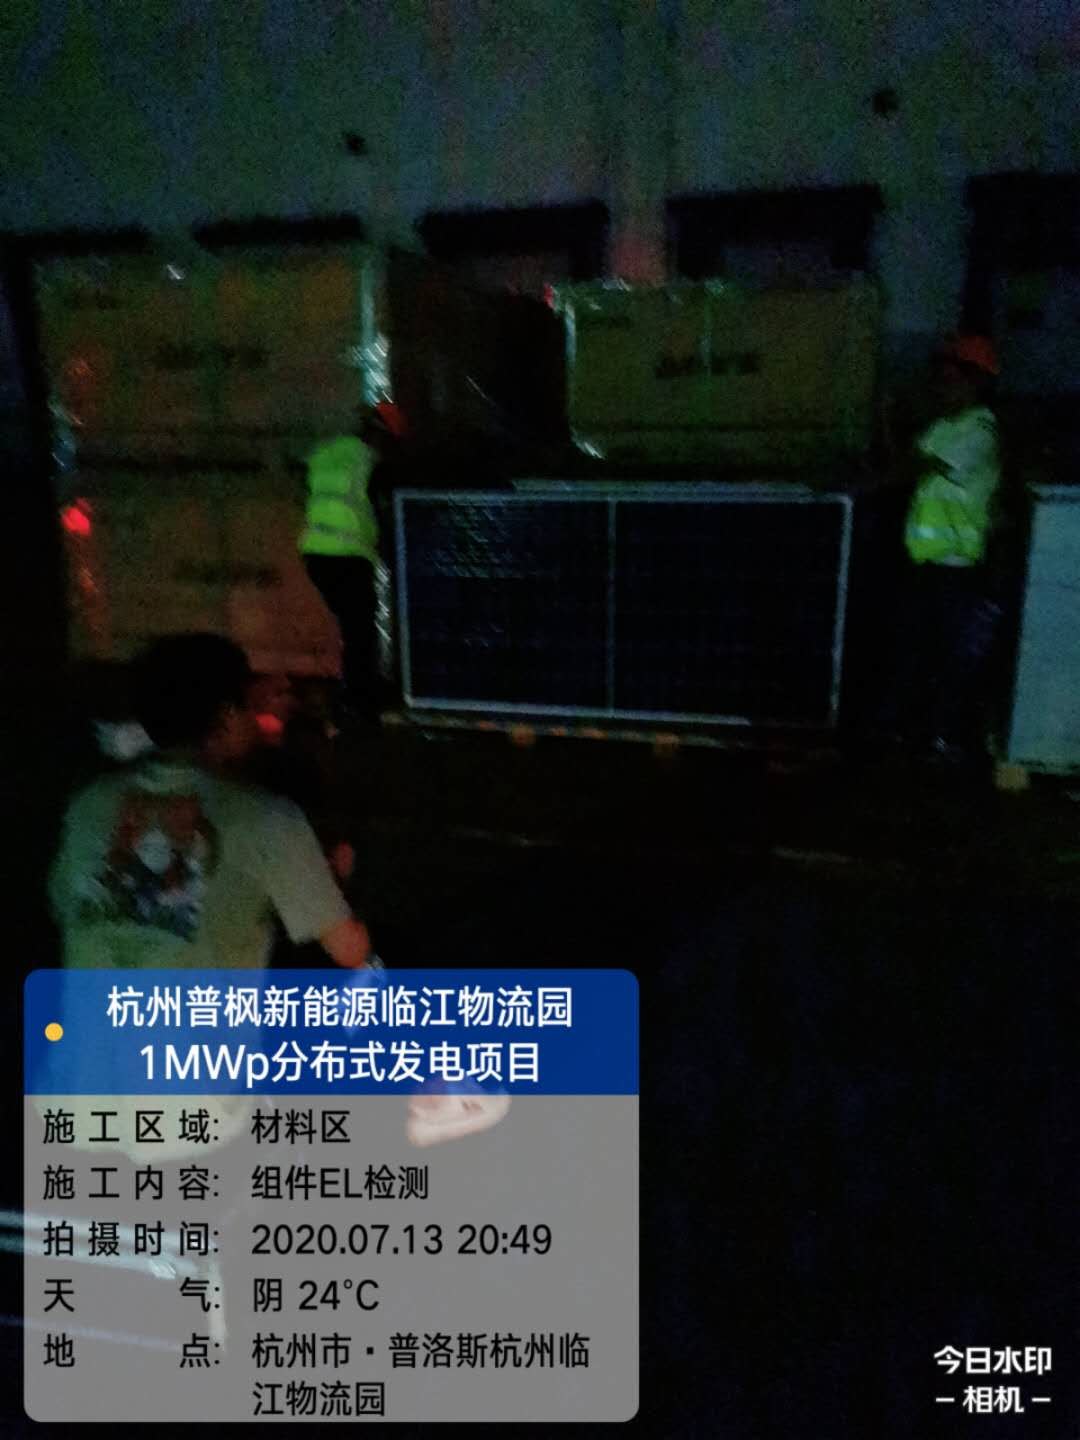 杭州普枫新能源临江物流园
1MWp分布式发电项目
施工区域: 材料区
施工内容: 组件EL检测
拍摄时间: 2020.07.13 20:49
天气: 阴 24°C
地点: 杭州市·普洛斯杭州临
江物流园
今日水印
-相机-